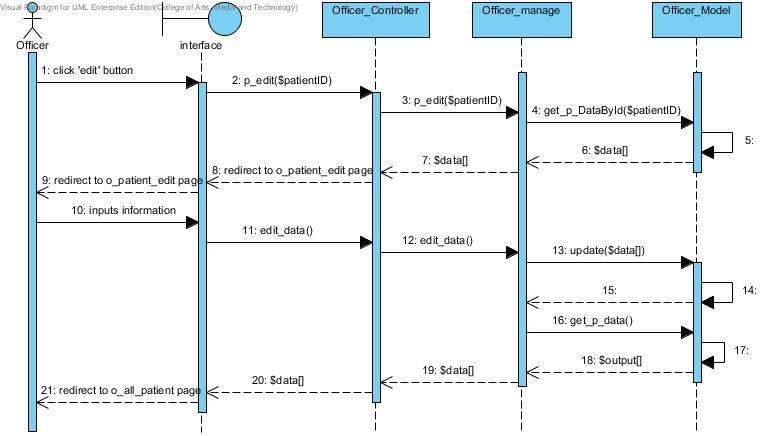 Visual Paradigm for UML Enterprise Edition(College of Arts, Media and Technology)
Officer_Controller
Officer_manage
Officer_Model
Officer
interface
1: click 'edit' button
2: p_edit($patientID)
3: p_edit($patientID)
4: get_p_DataById($patientID)
5:
6: $data[]
7: $data[]
8: redirect to o_patient_edit page
9: redirect to o_patient_edit page
10: inputs information
11: edit_data()
12: edit_data()
13: update($data[])
14:
15:
16: get_p_data()
17:
18: $output[]
19: $data[]
20: $data[]
21: redirect to o_all_patient page